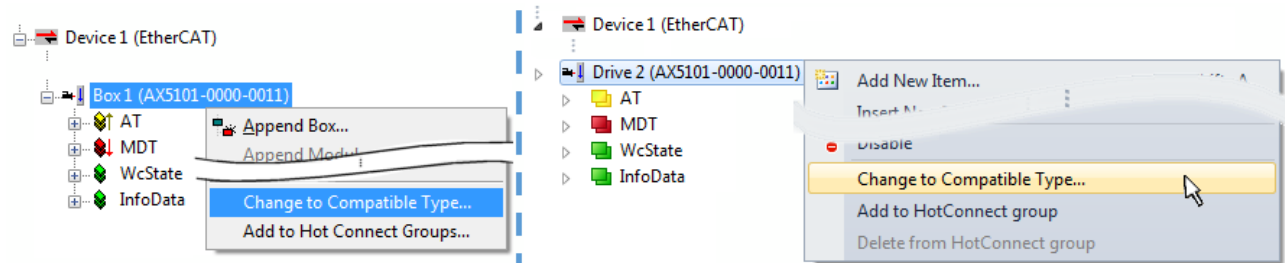 Device 1 (EtherCAT)
Box 1 (AX5101-0000-0011)
AT
MDT
WcState
InfoData
Append Box...
Append Modul
Change to Compatible Type...
Add to Hot Connect Groups...
Device 1 (EtherCAT)
Drive 2 (AX5101-0000-0011)
AT
MDT
WcState
InfoData
Add New Item...
Insert
Disable
Change to Compatible Type...
Add to HotConnect group
Delete from HotConnect group